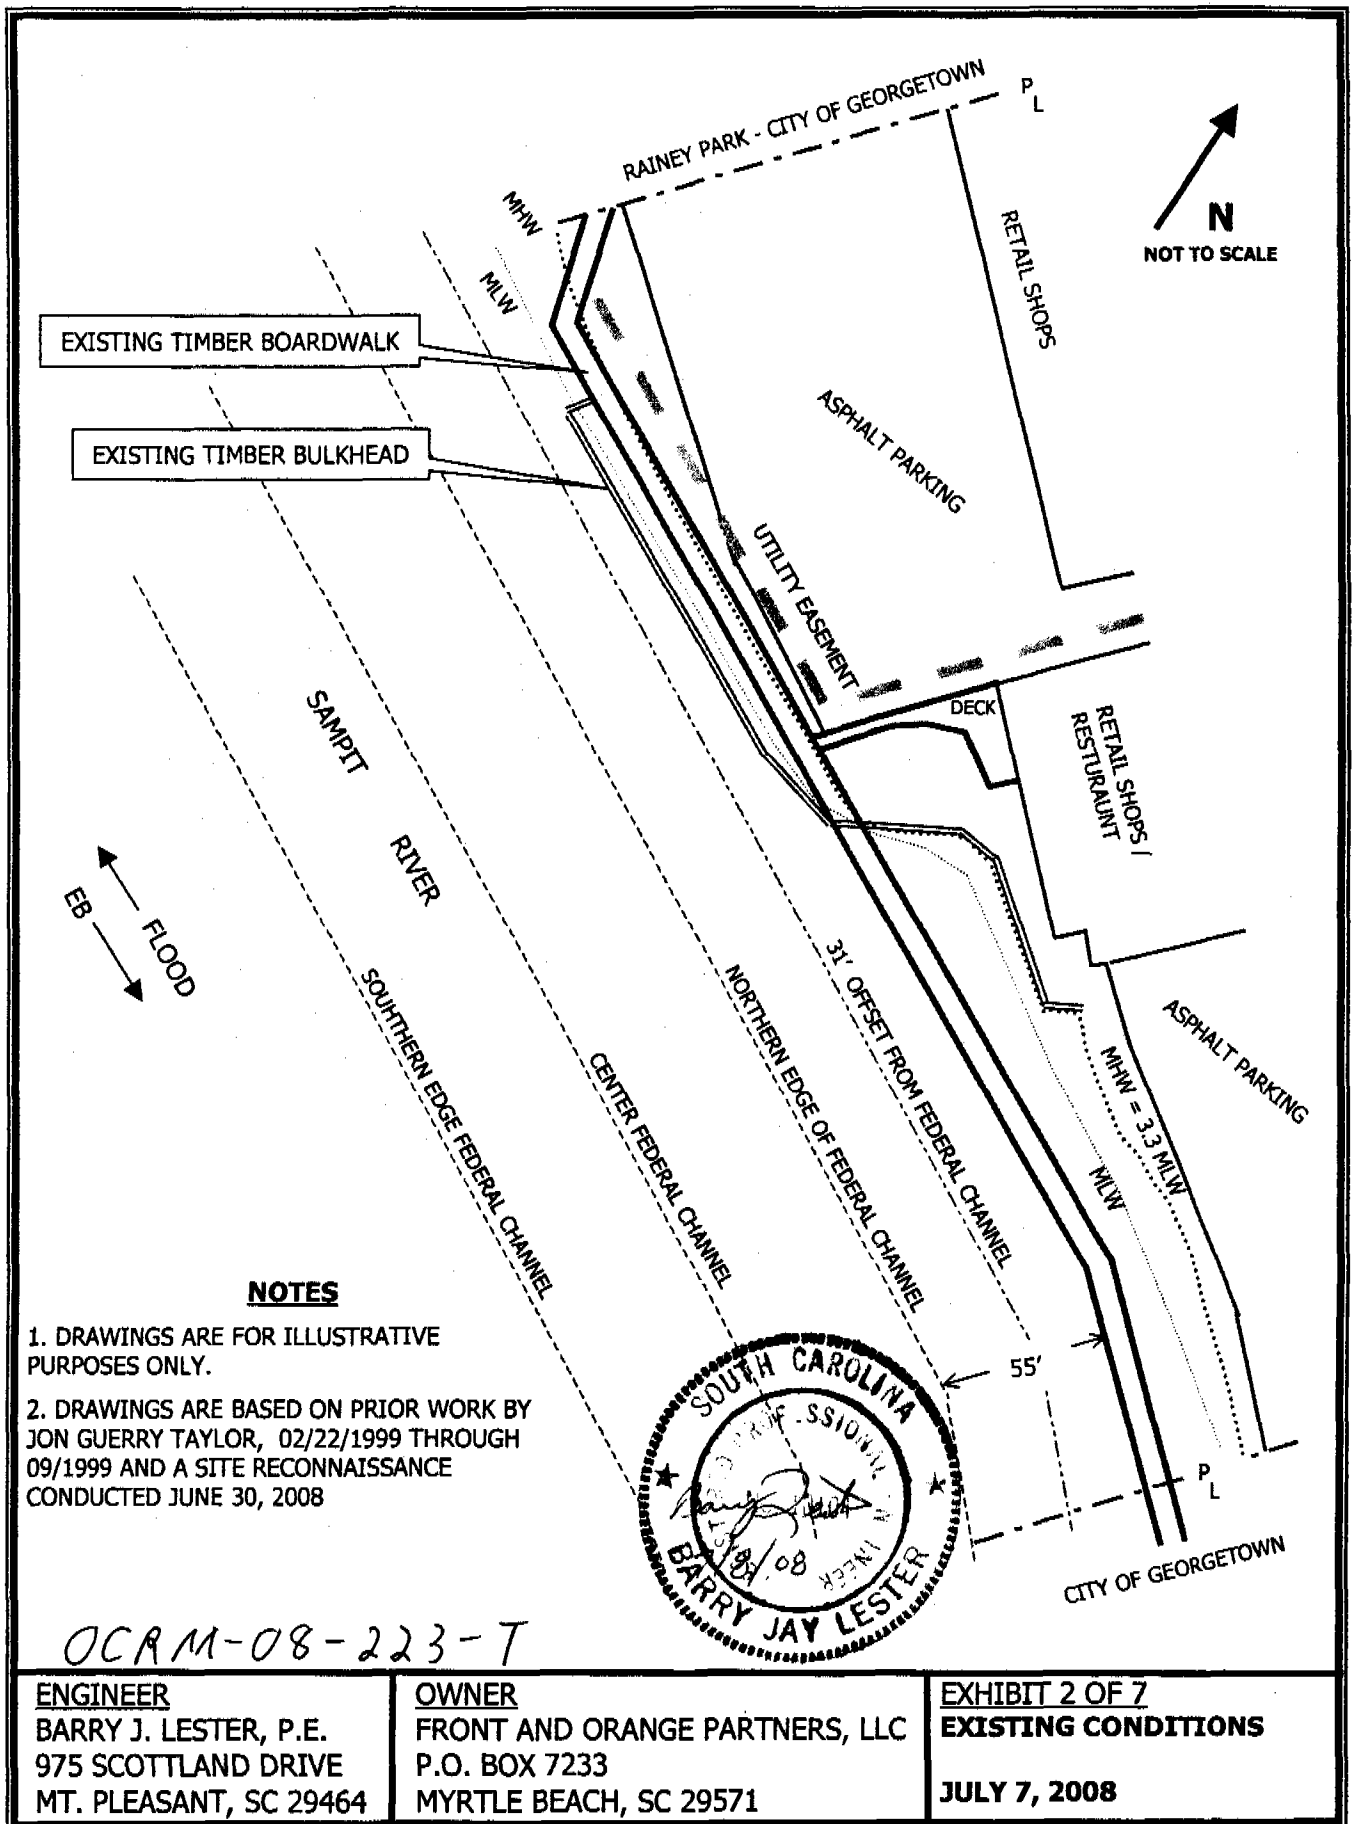 RAINEY PARK - CITY OF GEORGETOWN
P
L
N
NOT TO SCALE
MHW
MLW
RETAIL SHOPS
EXISTING TIMBER BOARDWALK
EXISTING TIMBER BULKHEAD
ASPHALT PARKING
UTILITY EASEMENT
DECK
RETAIL SHOPS /
RESTURAUNT
SAMPIT
RIVER
EB
FLOOD
SOUHTHERN EDGE FEDERAL CHANNEL
CENTER FEDERAL CHANNEL
NORTHERN EDGE OF FEDERAL CHANNEL
31' OFFSET FROM FEDERAL CHANNEL
ASPHALT PARKING
MHW = 3.3 MLW
MLW
55'
P
L
CITY OF GEORGETOWN
NOTES
1. DRAWINGS ARE FOR ILLUSTRATIVE
PURPOSES ONLY.
2. DRAWINGS ARE BASED ON PRIOR WORK BY
JON GUERRY TAYLOR, 02/22/1999 THROUGH
09/1999 AND A SITE RECONNAISSANCE
CONDUCTED JUNE 30, 2008
SOUTH CAROLINA
BARRY JAY LESTER
OCRM-08-223-T
ENGINEER
BARRY J. LESTER, P.E.
975 SCOTTLAND DRIVE
MT. PLEASANT, SC 29464
OWNER
FRONT AND ORANGE PARTNERS, LLC
P.O. BOX 7233
MYRTLE BEACH, SC 29571
EXHIBIT 2 OF 7
EXISTING CONDITIONS
JULY 7, 2008